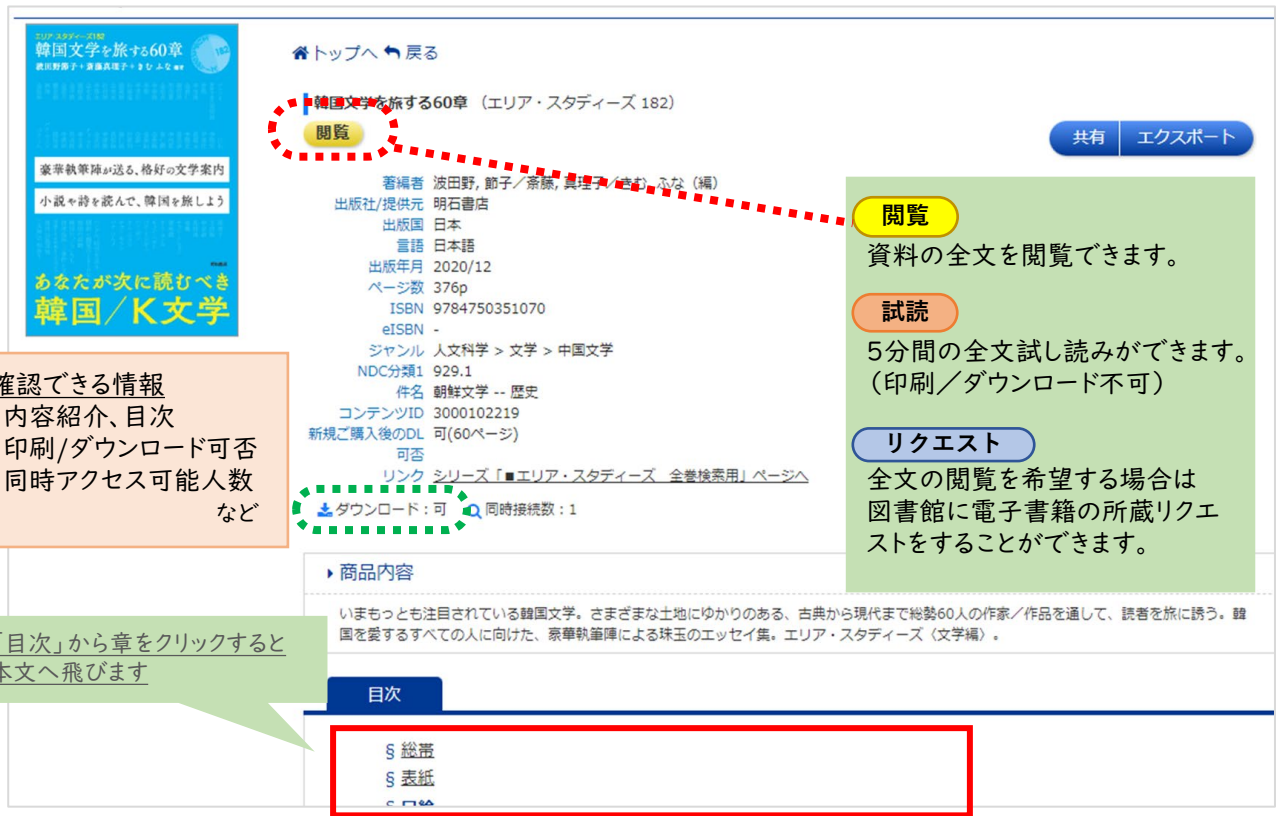 エリア・スタディーズ182
韓国文学を旅する60章
波田野節子+斎藤真理子+きむ ふな 編著
豪華執筆陣が送る、格好の文学案内
小説や詩を読んで、韓国を旅しよう
あなたが次に読むべき
韓国/K文学
トップへ 戻る
韓国文学を旅する60章 (エリア・スタディーズ 182)
閲覧
共有 エクスポート
著編者 波田野, 節子/斎藤, 真理子/きむ, ふな (編)
出版社/提供元 明石書店
出版国 日本
言語 日本語
出版年月 2020/12
ページ数 376p
ISBN 9784750351070
eISBN -
ジャンル 人文科学 > 文学 > 中国文学
NDC分類1 929.1
件名 朝鮮文学 -- 歴史
コンテンツID 3000102219
新規ご購入後のDL 可(60ページ)
可否
リンク シリーズ「■エリア・スタディーズ 全巻検索用」ページへ
ダウンロード : 可 同時接続数 : 1
閲覧
資料の全文を閲覧できます。
試読
5分間の全文試し読みができます。
(印刷/ダウンロード不可)
リクエスト
全文の閲覧を希望する場合は
図書館に電子書籍の所蔵リクエ
ストをすることができます。
確認できる情報
内容紹介、目次
印刷/ダウンロード可否
同時アクセス可能人数
など
商品内容
いまもっとも注目されている韓国文学。さまざまな土地にゆかりのある、古典から現代まで総勢60人の作家/作品を通して、読者を旅に誘う。韓
国を愛するすべての人に向けた、豪華執筆陣による珠玉のエッセイ集。エリア・スタディーズ〈文学編〉。
「目次」から章をクリックすると
本文へ飛びます
目次
§ 総帯
§ 表紙